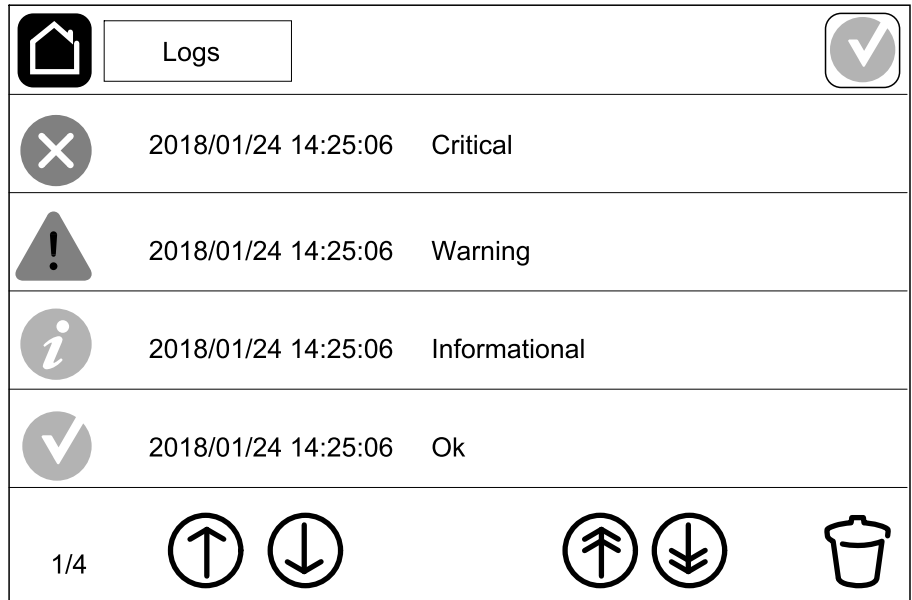 Logs
2018/01/24 14:25:06 Critical
2018/01/24 14:25:06 Warning
2018/01/24 14:25:06 Informational
2018/01/24 14:25:06 Ok
1/4